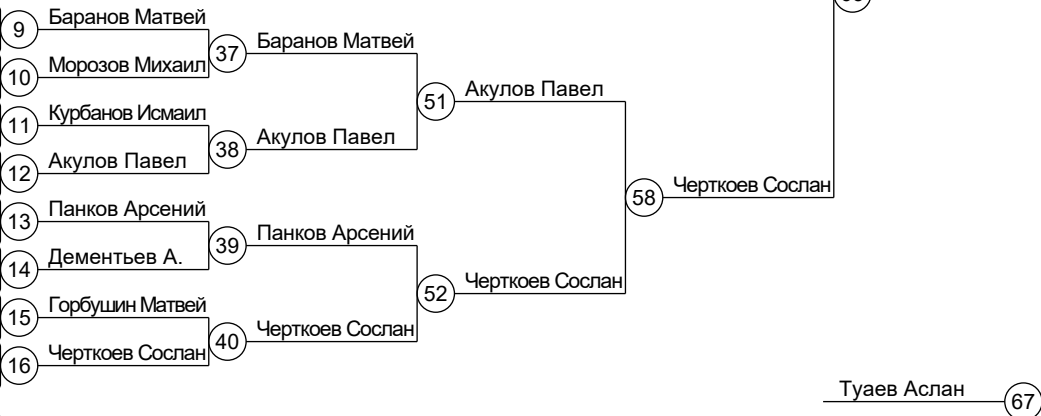 9 Баранов Матвей
37 Баранов Матвей
10 Морозов Михаил
51 Акулов Павел
11 Курбанов Исмаил
38 Акулов Павел
12 Акулов Павел
58 Черткоев Сослан
13 Панков Арсений
39 Панков Арсений
14 Дементьев А.
52 Черткоев Сослан
15 Горбушин Матвей
40 Черткоев Сослан
16 Черткоев Сослан
Туаев Аслан 67